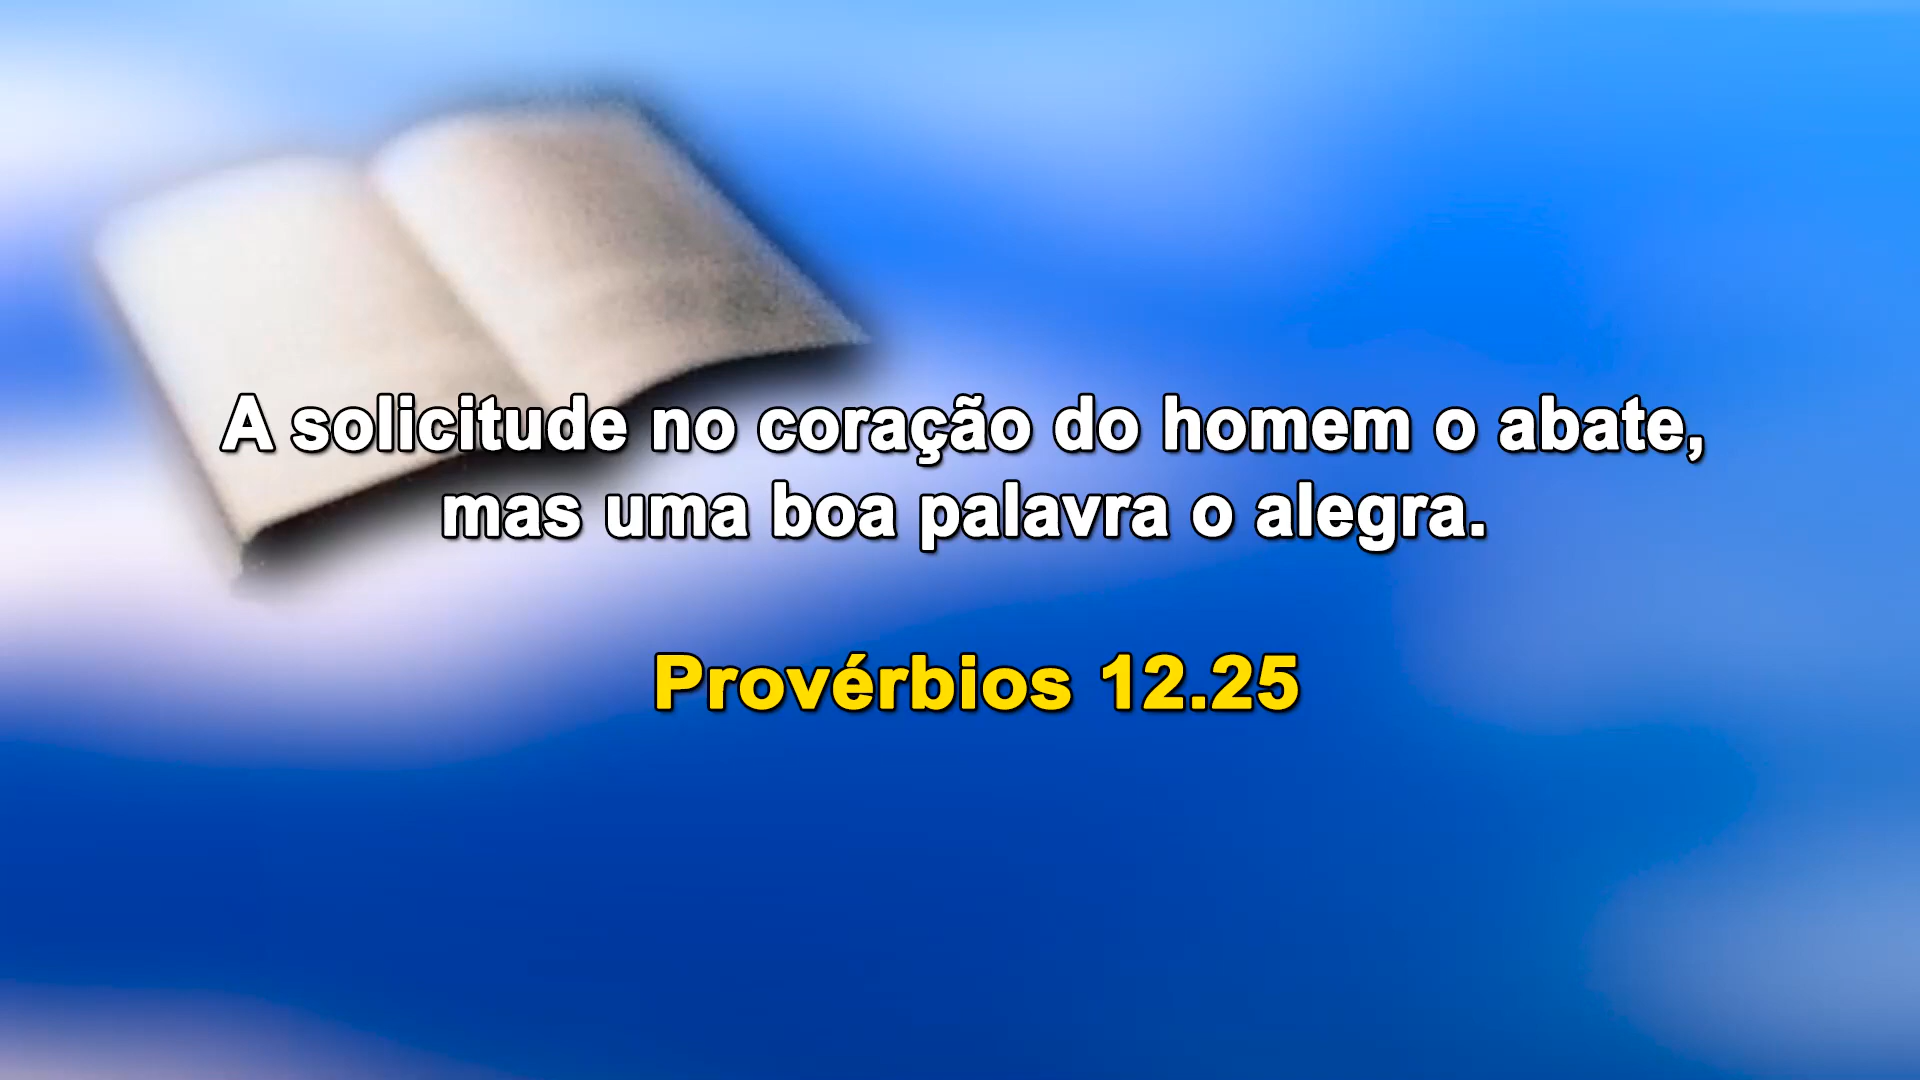 A solicitude no coração do homem o abate,
mas uma boa palavra o alegra.
Provérbios 12.25